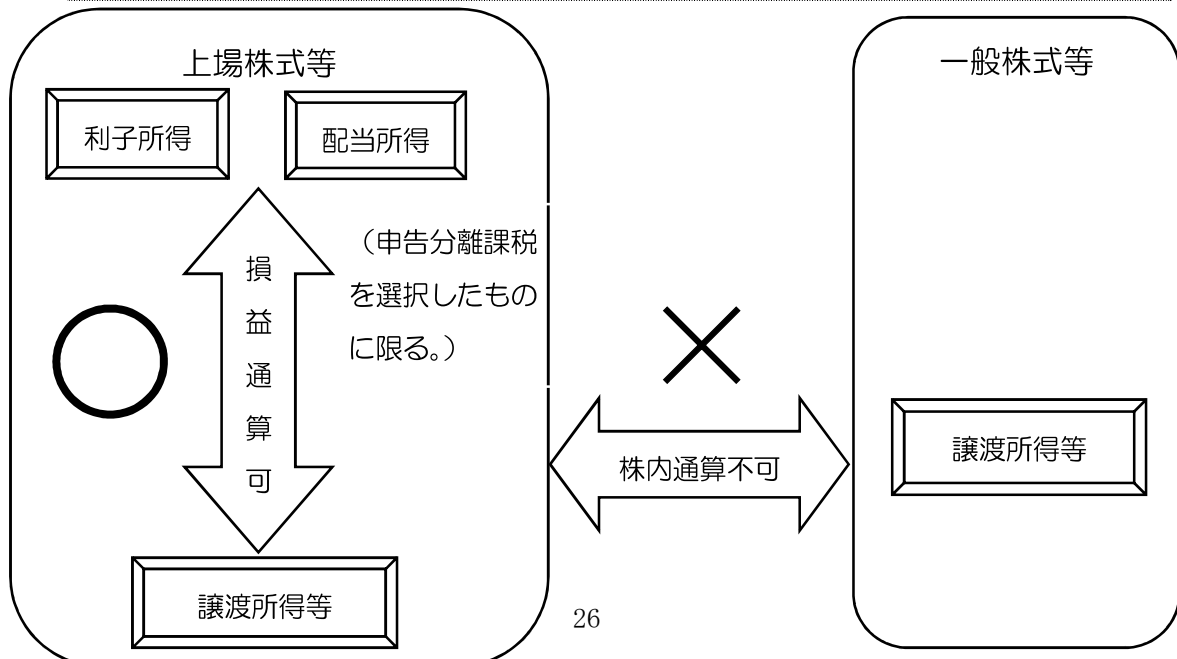 上場株式等
利子所得
配当所得
損益通算可
(申告分離課税
を選択したもの
に限る。)
譲渡所得等
株内通算不可
一般株式等
譲渡所得等
26